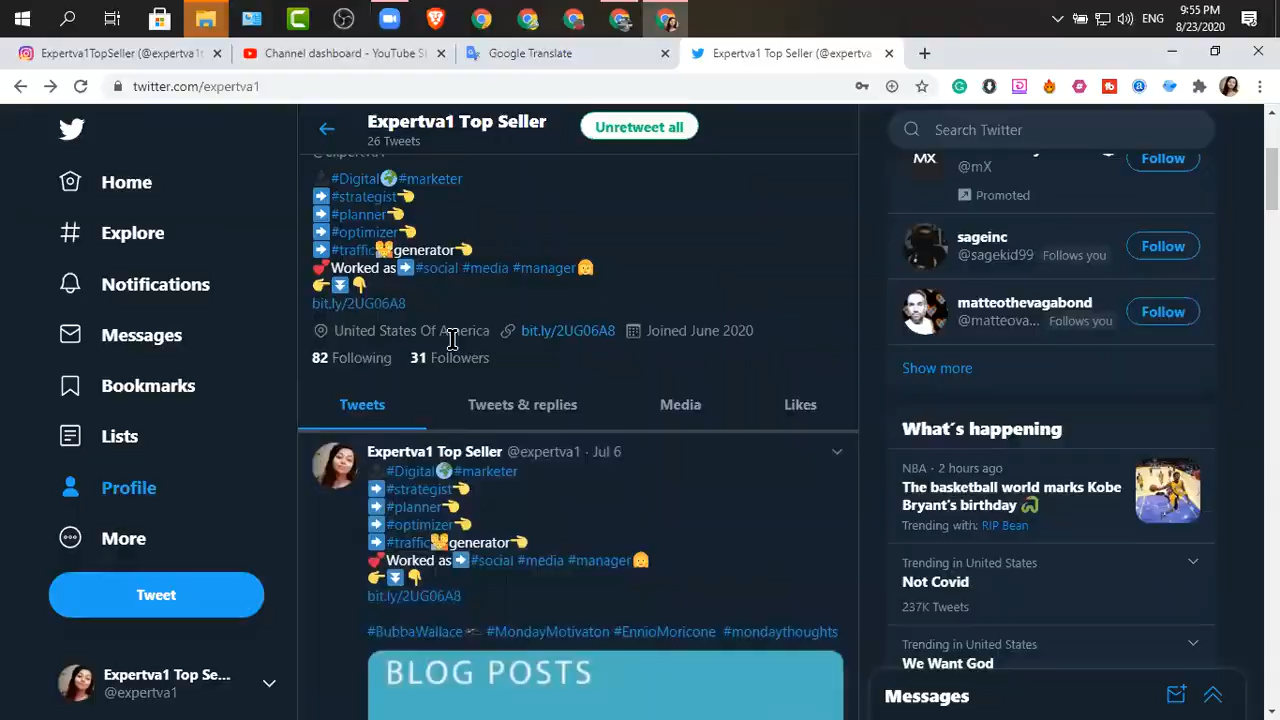 9:55 PM
ENG
8/23/2020
Expertva1TopSeller (@expertva1t
Channel dashboard - YouTube S
Google Translate
Expertva1 Top Seller (@expertva
twitter.com/expertva1
Expertva1 Top Seller
26 Tweets
Unretweet all
Search Twitter
@expertva1
#Digital🌍#marketer
➡#strategist👈
➡#planner👈
➡#optimizer👈
➡#traffic👯generator👈
💕Worked as➡#social #media #manager👩
👉⏬👇
bit.ly/2UG06A8
United States Of America
bit.ly/2UG06A8
Joined June 2020
82 Following
31 Followers
Tweets
Tweets & replies
Media
Likes
Expertva1 Top Seller @expertva1 · Jul 6
#Digital🌍#marketer
➡#strategist👈
➡#planner👈
➡#optimizer👈
➡#traffic👯generator👈
💕Worked as➡#social #media #manager👩
👉⏬👇
bit.ly/2UG06A8
#BubbaWallace #MondayMotivaton #EnnioMoricone #mondaythoughts
BLOG POSTS
Home
Explore
Notifications
Messages
Bookmarks
Lists
Profile
More
Tweet
Expertva1 Top Se...
@expertva1
MX
@mX
Follow
Promoted
sageinc
@sagekid99 Follows you
Follow
matteothevagabond
@matteova... Follows you
Follow
Show more
What's happening
NBA · 2 hours ago
The basketball world marks Kobe
Bryant's birthday
Trending with: RIP Bean
Trending in United States
Not Covid
237K Tweets
Trending in United States
We Want God
Messages